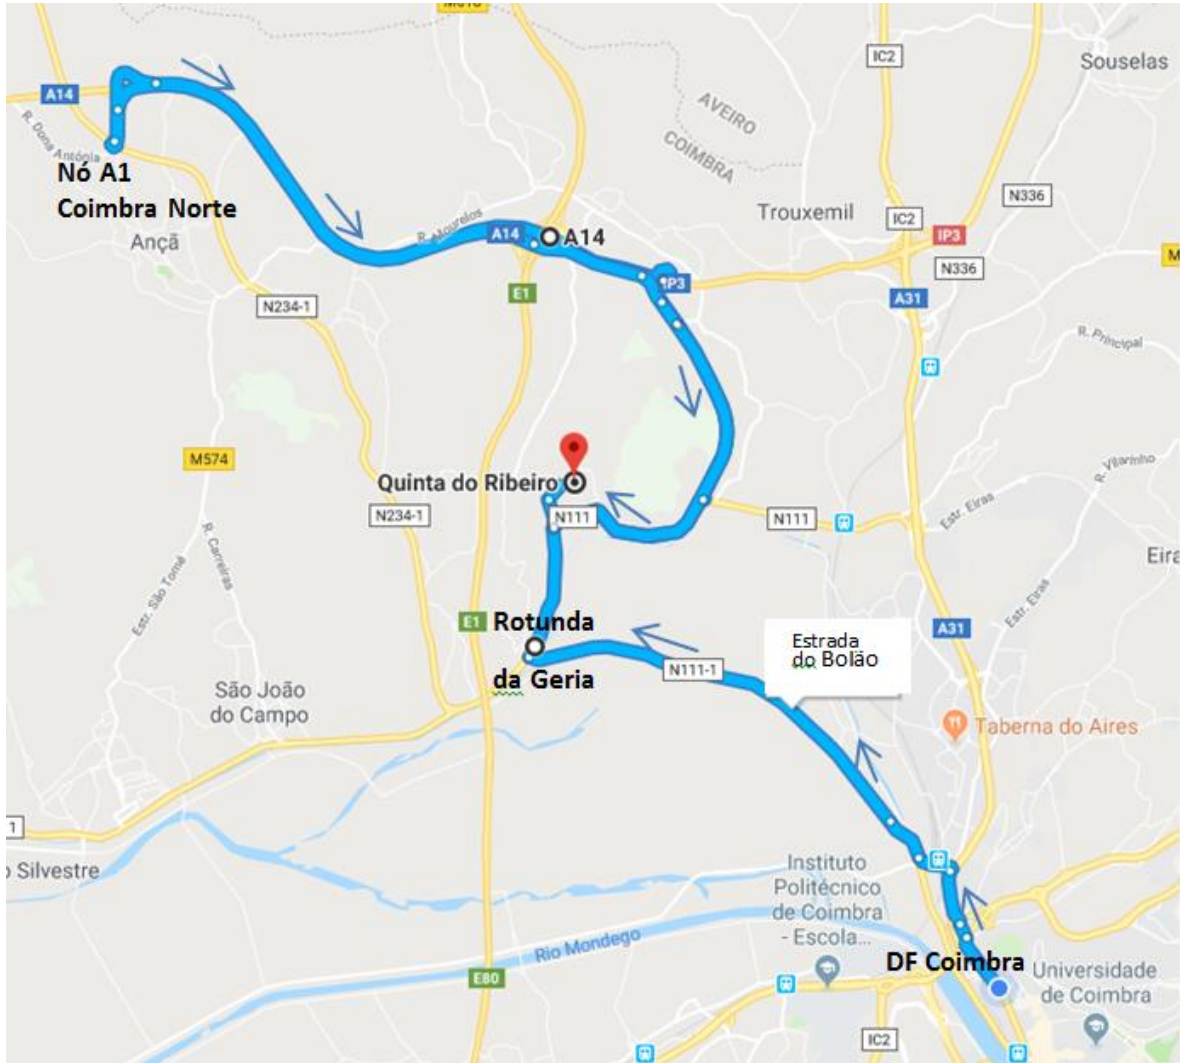 IC2
Souselas
A14
R. Dona Antónia
AVEIRO
COIMBRA
Nó A1
Coimbra Norte
Ançã
N336
Trouxemil
IC2
R. Mourelos
A14
A14
IP3
N336
M
IP3
E1
A31
N234-1
R. Principal
M574
Quinta do Ribeiro
R. Vilarinho
N234-1
N111
N111
Estr. Eiras
R. Carreiras
Eira
Estr. São Tomé
Estr. Eiras
E1
Rotunda
da Geria
A31
Estrada
do Bolão
N111-1
São João
do Campo
Taberna do Aires
1
o Silvestre
Instituto
Politécnico
de Coimbra
- Escola...
Rio Mondego
DF Coimbra
E80
Universidade
de Coimbra
IC2